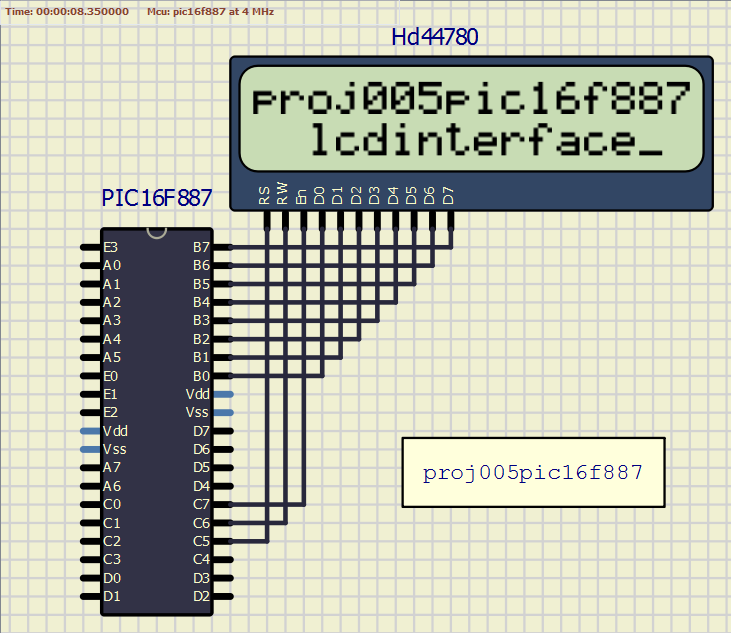 Time: 00:00:08.350000 Mcu: pic16f887 at 4 MHz
Hd44780
proj005pic16f887
lcdinterface_
RS RW En D0 D1 D2 D3 D4 D5 D6 D7
PIC16F887
E3 B7
A0 B6
A1 B5
A2 B4
A3 B3
A4 B2
A5 B1
E0 B0
E1 Vdd
E2 Vss
Vdd D7
Vss D6
A7 D5
A6 D4
C0 C7
C1 C6
C2 C5
C3 C4
D0 D3
D1 D2
proj005pic16f887